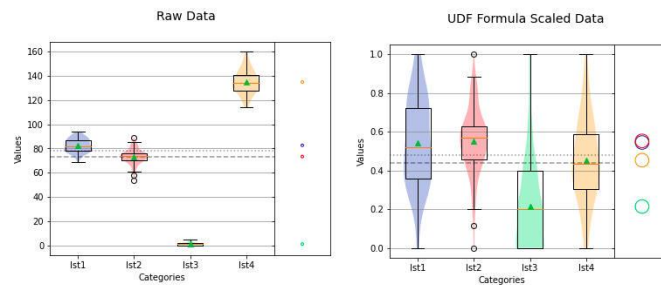 Raw Data
160
140
120
100
80
60
40
20
0
Values
lst1 lst2 lst3 lst4
Categories
UDF Formula Scaled Data
1.0
0.8
0.6
0.4
0.2
0.0
Values
lst1 lst2 lst3 lst4
Categories